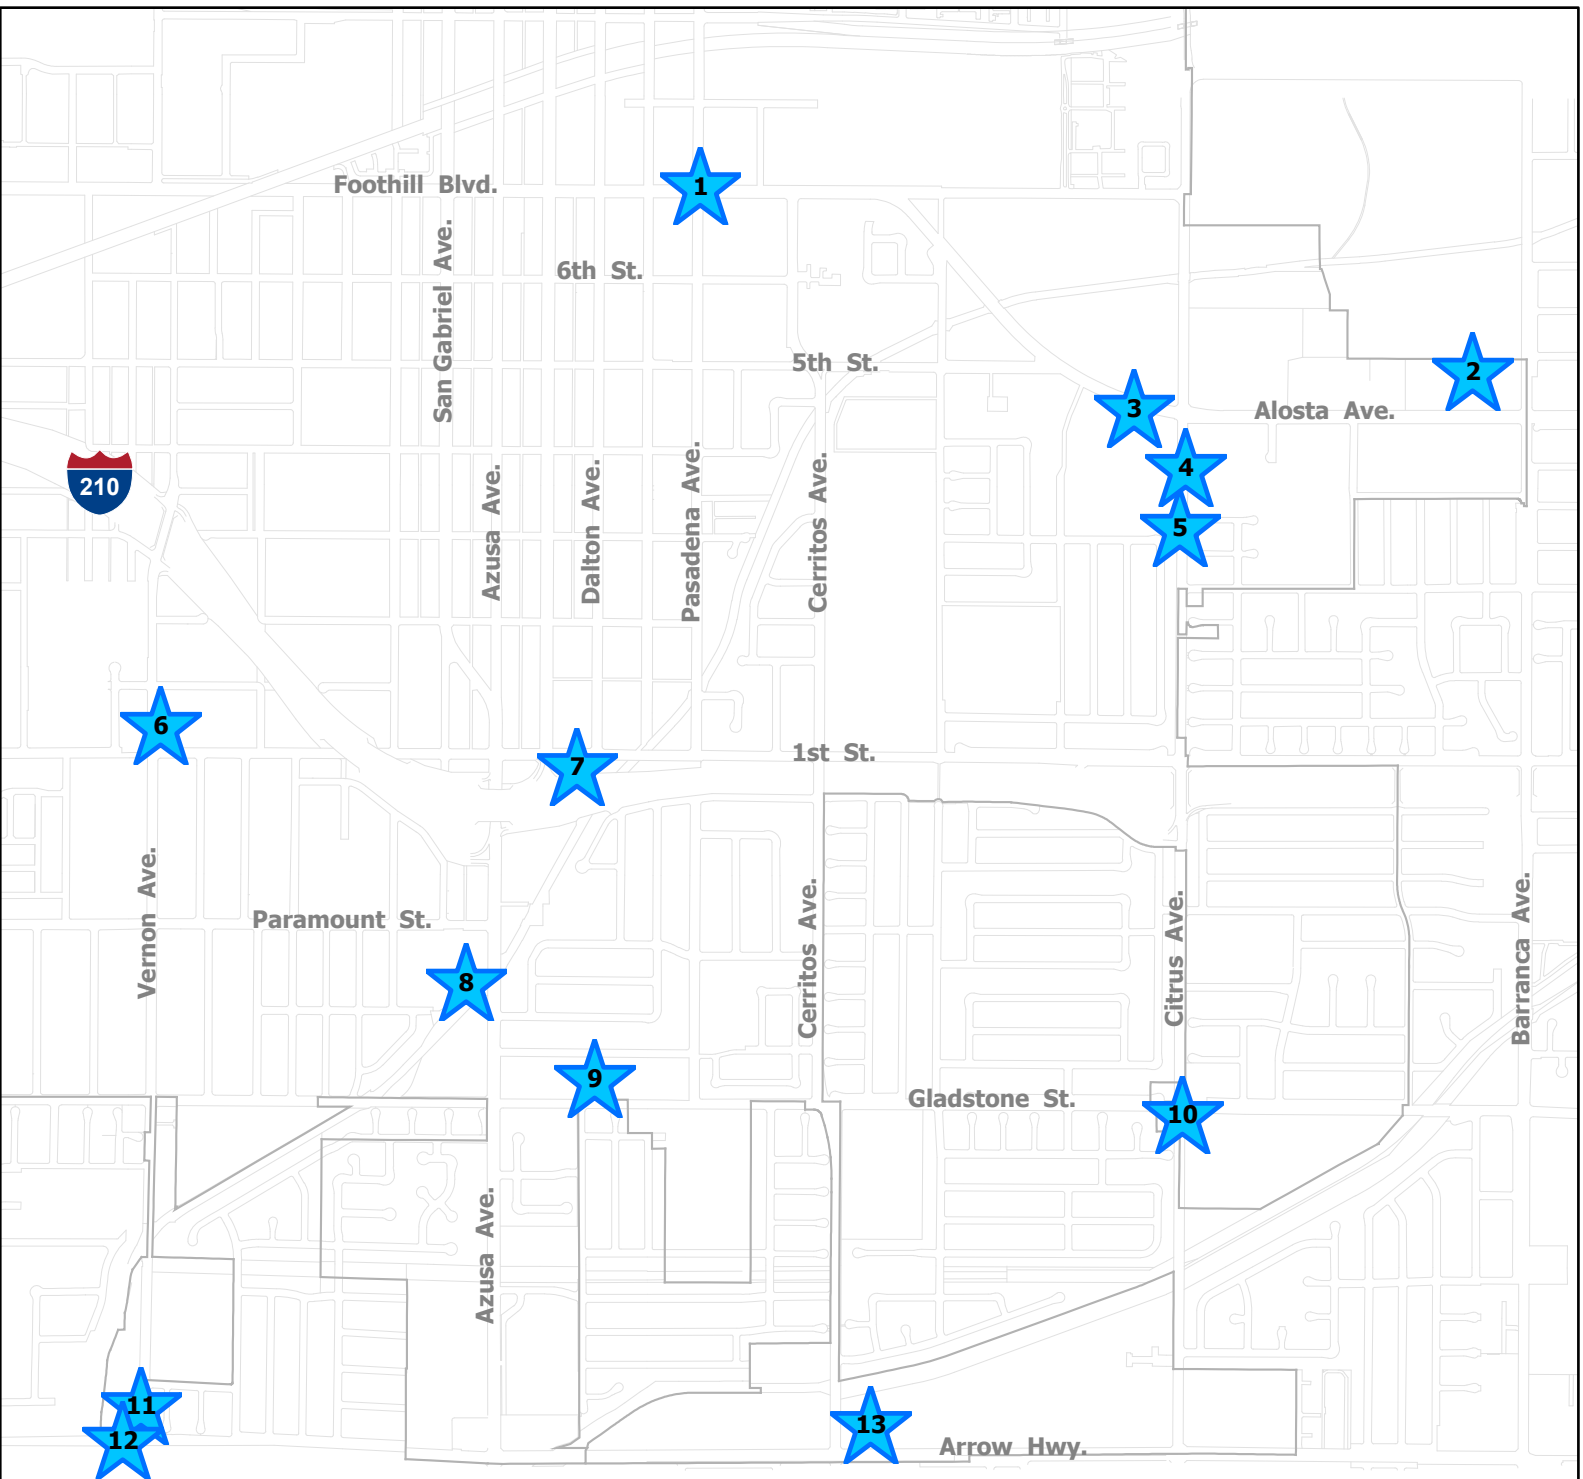 1
Foothill Blvd.
San Gabriel Ave.
6th St.
5th St.
2
3
Alosta Ave.
4
210
Azusa Ave.
Dalton Ave.
Pasadena Ave.
Cerritos Ave.
5
6
7
1st St.
Vernon Ave.
Paramount St.
8
Cerritos Ave.
Citrus Ave.
Barranca Ave.
9
Gladstone St.
10
Azusa Ave.
11
12
13
Arrow Hwy.